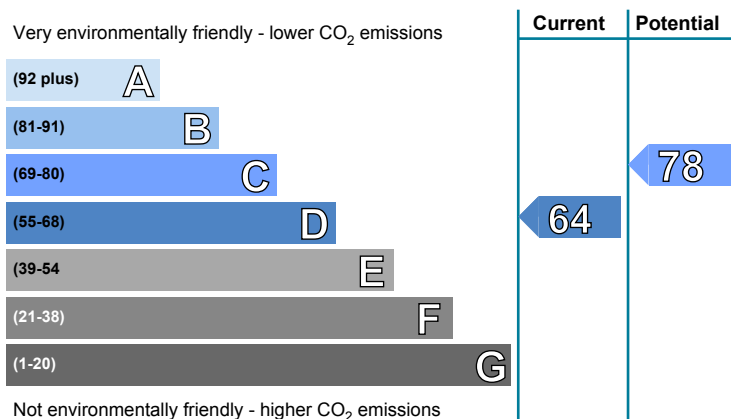 Current Potential
Very environmentally friendly - lower CO2 emissions
(92 plus) A
(81-91) B
(69-80) C 78
(55-68) D 64
(39-54 E
(21-38) F
(1-20) G
Not environmentally friendly - higher CO2 emissions